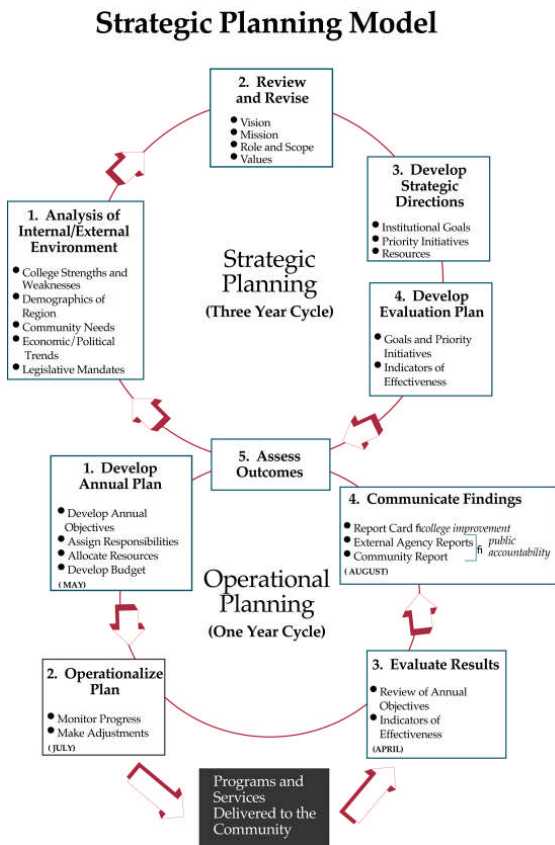 Strategic Planning Model
2. Review
and Revise
● Vision
● Mission
● Role and Scope
● Values
3. Develop
Strategic
Directions
● Institutional Goals
● Priority Initiatives
● Resources
1. Analysis of
Internal/External
Environment
● College Strengths and
Weaknesses
● Demographics of
Region
● Community Needs
● Economic/Political
Trends
● Legislative Mandates
Strategic
Planning
(Three Year Cycle)
4. Develop
Evaluation Plan
● Goals and Priority
Initiatives
● Indicators of
Effectiveness
5. Assess
Outcomes
1. Develop
Annual Plan
● Develop Annual
Objectives
● Assign Responsibilities
● Allocate Resources
● Develop Budget
(MAY)
4. Communicate Findings
● Report Card ficollege improvement
● External Agency Reports
● Community Report
fi public
accountability
(AUGUST)
Operational
Planning
(One Year Cycle)
2. Operationalize
Plan
● Monitor Progress
● Make Adjustments
(JULY)
3. Evaluate Results
● Review of Annual
Objectives
● Indicators of
Effectiveness
(APRIL)
Programs and
Services
Delivered to the
Community